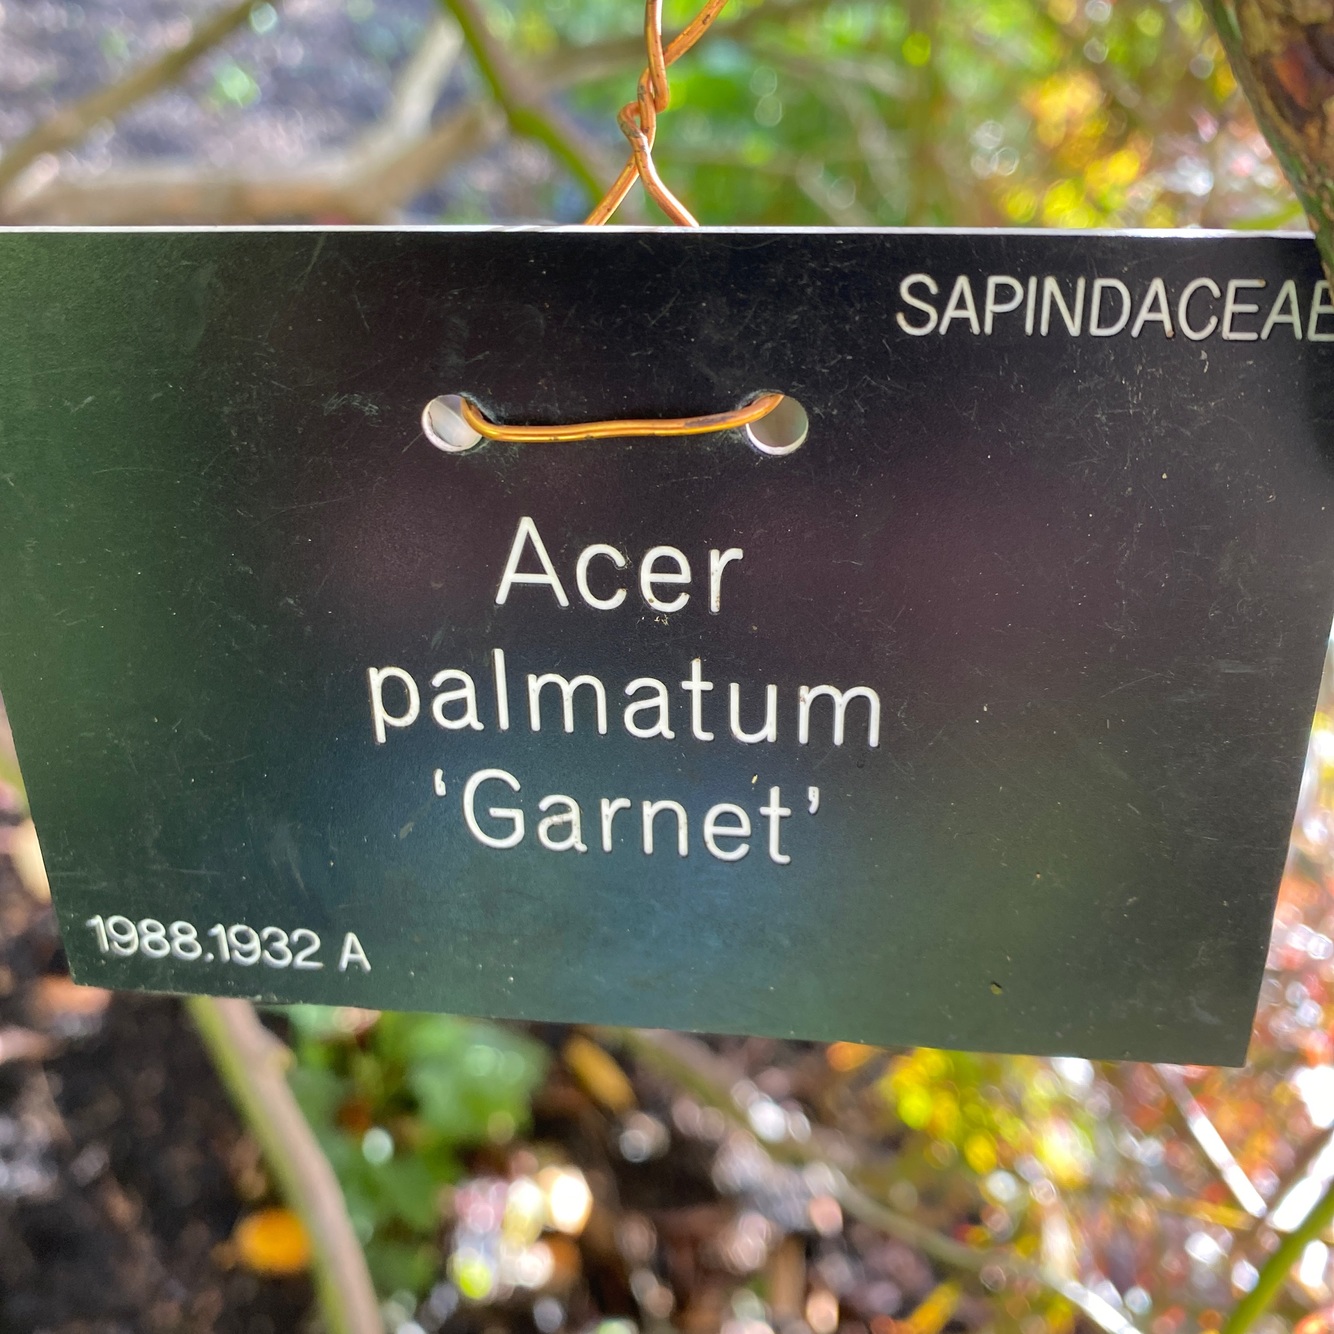 SAPINDACEAE
Acer
palmatum
‘Garnet’
1988.1932 A